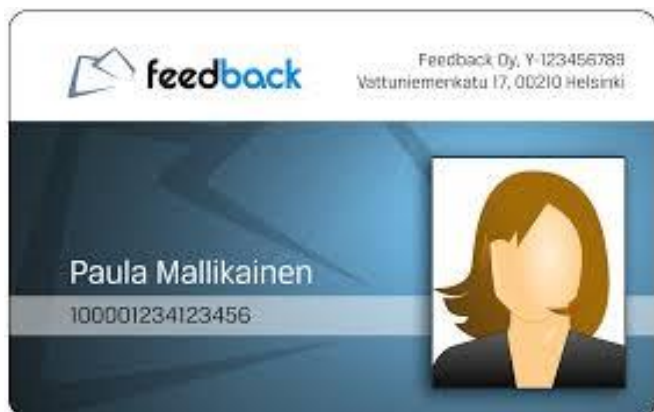 feedback
Feedback Oy, Y-123456789
Vattuniemenkatu 17, 00210 Helsinki
Paula Mallikainen
100001234123456